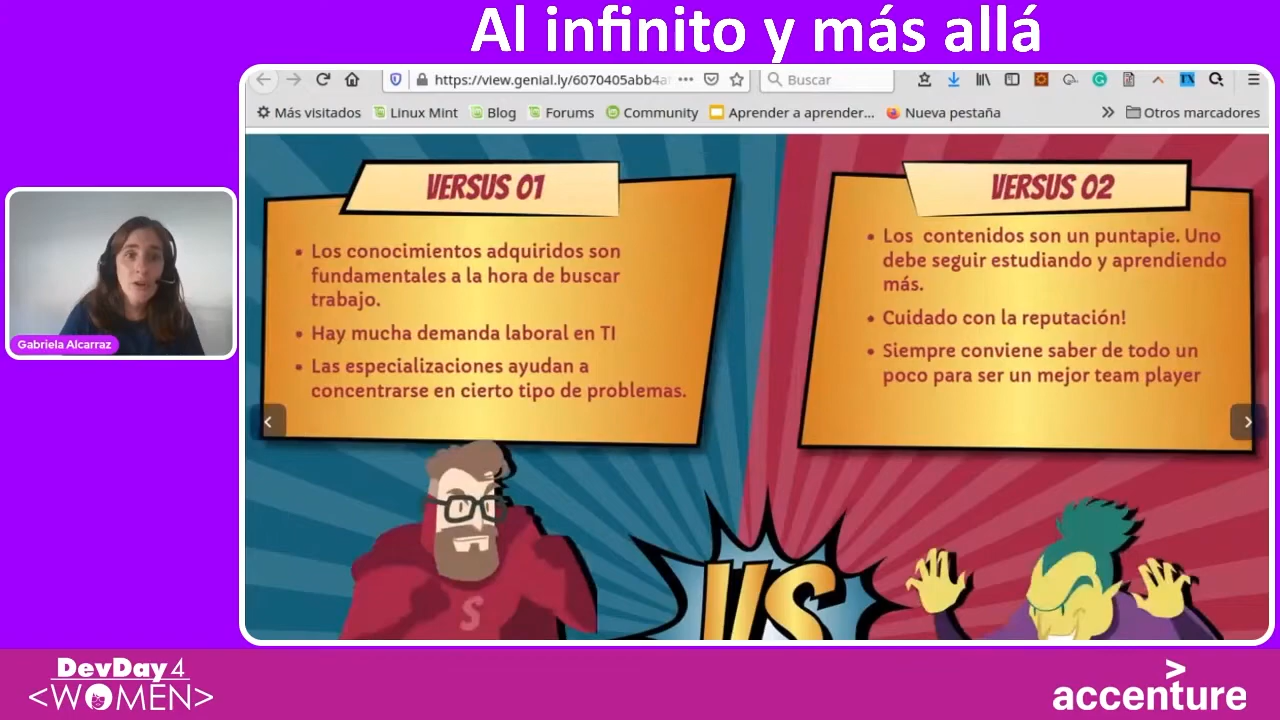 Al infinito y más allá
https://view.genial.ly/6070405abb4a
Buscar
Más visitados
Linux Mint
Blog
Forums
Community
Aprender a aprender...
Nueva pestaña
Otros marcadores
VERSUS 01
• Los conocimientos adquiridos son
fundamentales a la hora de buscar
trabajo.
• Hay mucha demanda laboral en TI
• Las especializaciones ayudan a
concentrarse en cierto tipo de problemas.
VERSUS 02
• Los contenidos son un puntapie. Uno
debe seguir estudiando y aprendiendo
más.
• Cuidado con la reputación!
• Siempre conviene saber de todo un
poco para ser un mejor team player
Gabriela Alcarraz
S
VS
DevDay4
<WOMEN>
accenture